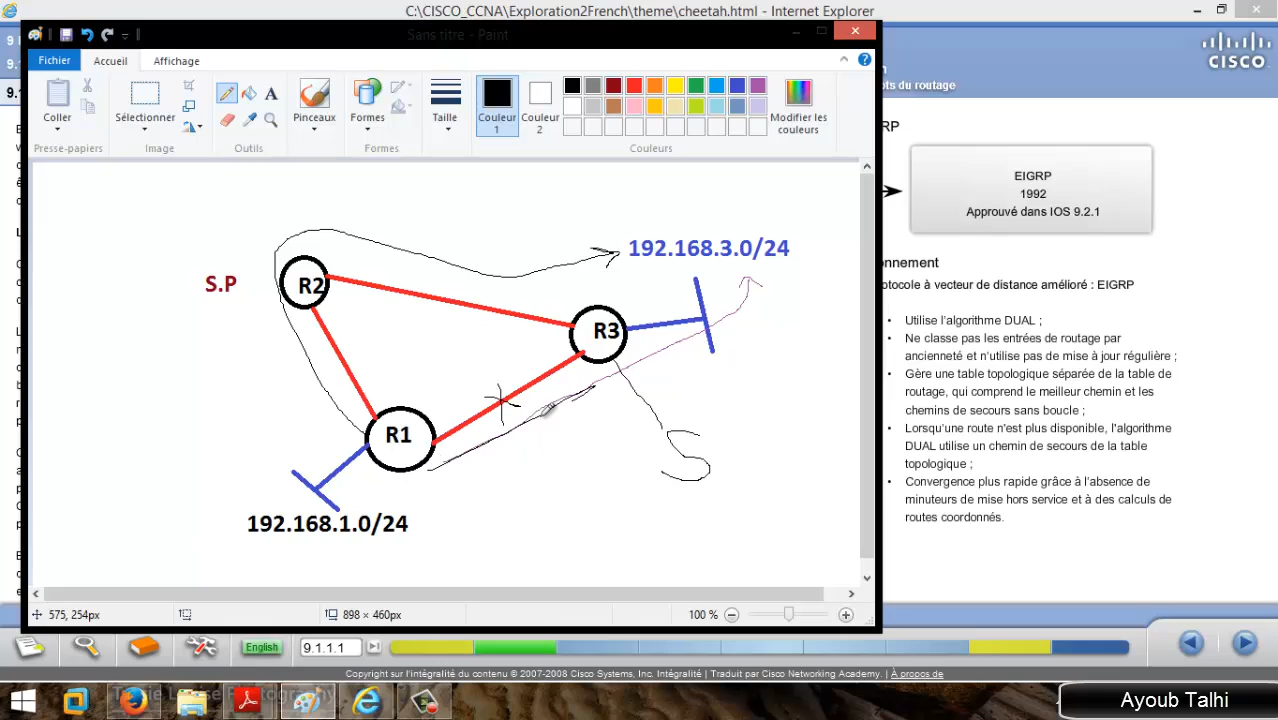 C:\CISCO_CCNA\Exploration2French\theme\cheetah.html - Internet Explorer
Sans titre - Paint
Fichier
Accueil
Affichage
Coller
Presse-papiers
Sélectionner
Image
Outils
Pinceaux
Formes
Formes
Taille
Couleur
1
Couleur
2
Modifier les
couleurs
Couleurs
CISCO
ots du routage
RP
EIGRP
1992
Approuvé dans IOS 9.2.1
onnement
otocole à vecteur de distance amélioré : EIGRP
• Utilise l'algorithme DUAL ;
• Ne classe pas les entrées de routage par
ancienneté et n'utilise pas de mise à jour régulière ;
• Gère une table topologique séparée de la table de
routage, qui comprend le meilleur chemin et les
chemins de secours sans boucle ;
• Lorsqu'une route n'est plus disponible, l'algorithme
DUAL utilise un chemin de secours de la table
topologique ;
• Convergence plus rapide grâce à l'absence de
minuteurs de mise hors service et à des calculs de
routes coordonnés.
192.168.3.0/24
S.P
R2
R3
R1
192.168.1.0/24
575, 254px
898 × 460px
100 %
English
9.1.1.1
Copyright sur l'intégralité du contenu © 2007-2008 Cisco Systems, Inc. Intégralité | Traduit par Cisco Networking Academy. | À propos de
Ayoub Talhi